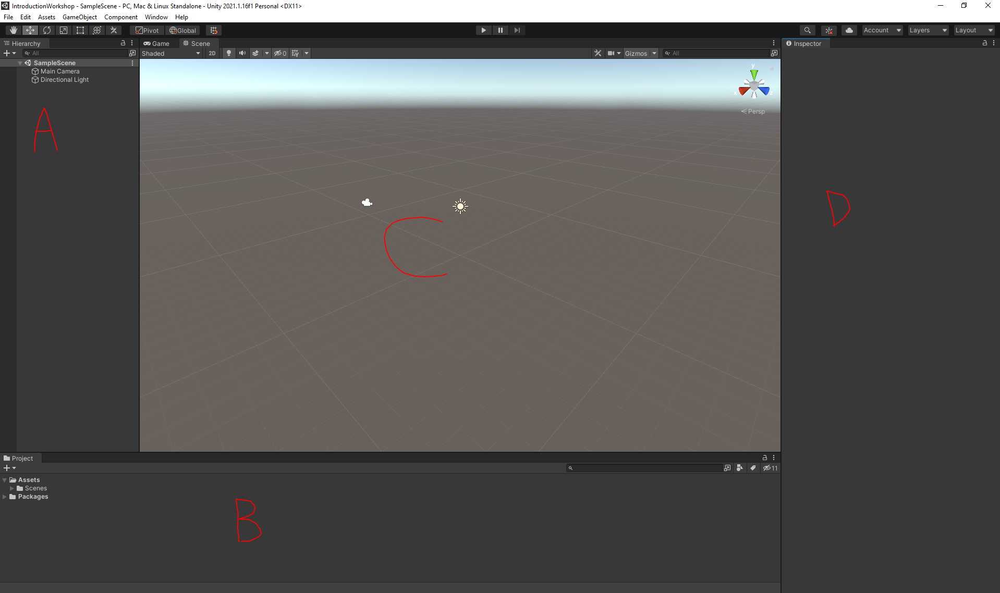 IntroductionWorkshop - SampleScene - PC, Mac & Linux Standalone - Unity 2021.1.16f1 Personal <DX11>
File Edit Assets GameObject Component Window Help
Pivot Global Account Layers Layout
Hierarchy Game Scene Inspector
All Shaded 2D 0 Gizmos All
SampleScene
Main Camera
Directional Light
y
x z
Persp
A
C
D
Project
11
Assets
Scenes
Packages
B